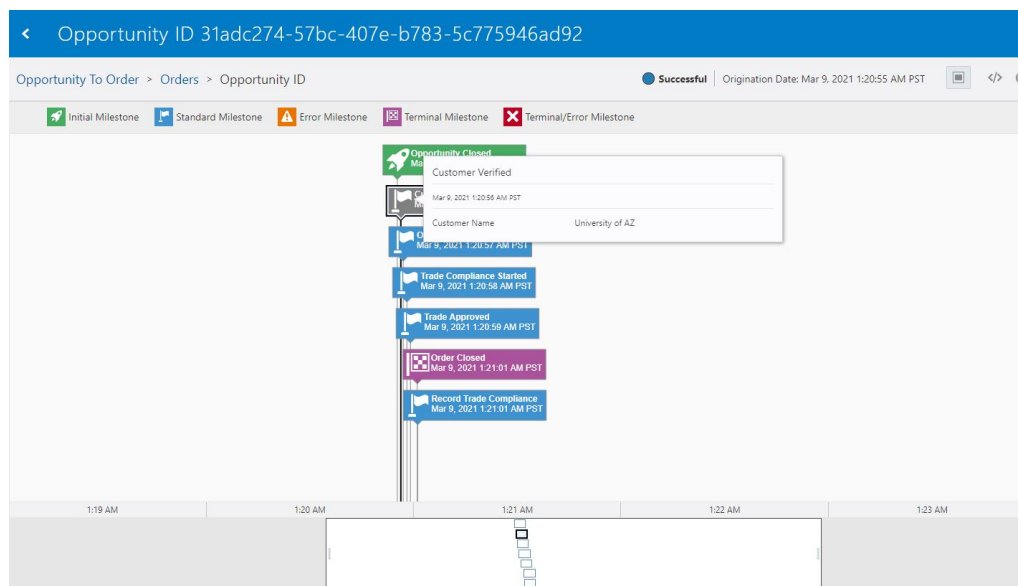 Opportunity ID 31adc274-57bc-407e-b783-5c775946ad92
Opportunity To Order > Orders > Opportunity ID
Successful
Origination Date: Mar 9, 2021 1:20:55 AM PST
</>
Initial Milestone
Standard Milestone
Error Milestone
Terminal Milestone
Terminal/Error Milestone
Opportunity Closed
Customer Verified
Mar 9, 2021 1:20:56 AM PST
Customer Name University of AZ
Mar 9, 2021 1:20:57 AM PST
Trade Compliance Started
Mar 9, 2021 1:20:58 AM PST
Trade Approved
Mar 9, 2021 1:20:59 AM PST
Order Closed
Mar 9, 2021 1:21:01 AM PST
Record Trade Compliance
Mar 9, 2021 1:21:01 AM PST
1:19 AM
1:20 AM
1:21 AM
1:22 AM
1:23 AM